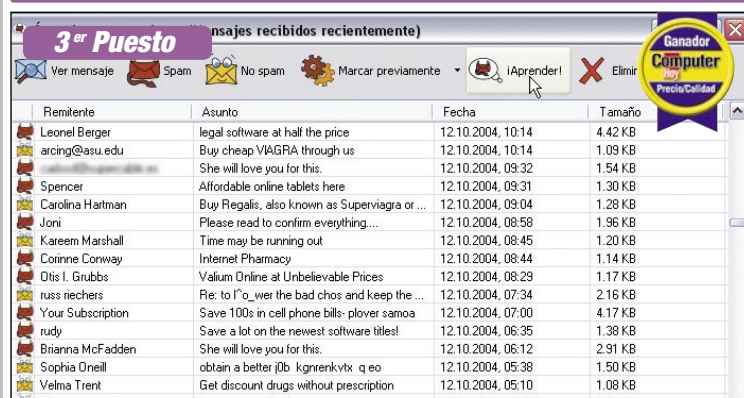 3er Puesto
nsajes recibidos recientemente)
Ganador
Computer
Hoy
Precio/Calidad
Ver mensaje Spam No spam Marcar previamente ¡Aprender! Elimir
Remitente Asunto Fecha Tamaño
Leonel Berger legal software at half the price 12.10.2004, 10:14 4.42 KB
arcing@asu.edu Buy cheap VIAGRA through us 12.10.2004, 10:14 1.09 KB
She will love you for this. 12.10.2004, 09:32 1.54 KB
Spencer Affordable online tablets here 12.10.2004, 09:31 1.30 KB
Carolina Hartman Buy Regalis, also known as Superviagra or ... 12.10.2004, 09:04 1.28 KB
Joni Please read to confirm everything.... 12.10.2004, 08:58 1.96 KB
Kareem Marshall Time may be running out 12.10.2004, 08:45 1.20 KB
Corinne Conway Internet Pharmacy 12.10.2004, 08:44 1.14 KB
Otis I. Grubbs Valium Online at Unbelievable Prices 12.10.2004, 08:29 1.17 KB
russ riechers Re: to l^o_wer the bad chos and keep the ... 12.10.2004, 07:34 2.16 KB
Your Subscription Save 100s in cell phone bills- plover samoa 12.10.2004, 07:00 4.17 KB
rudy Save a lot on the newest software titles! 12.10.2004, 06:35 1.38 KB
Brianna McFadden She will love you for this. 12.10.2004, 06:12 2.91 KB
Sophia Oneill obtain a better j0b kgnrenkvtx q eo 12.10.2004, 05:38 1.50 KB
Velma Trent Get discount drugs without prescription 12.10.2004, 05:10 1.08 KB